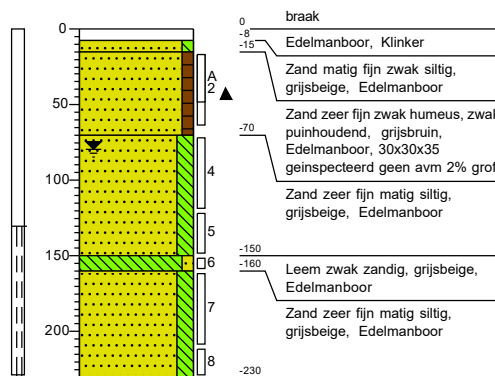 0
50
100
150
200
A
2
4
5
6
7
8
0
-8
-15
-70
-150
-160
-230
braak
Edelmanboor, Klinker
Zand matig fijn zwak siltig,
grijsbeige, Edelmanboor
Zand zeer fijn zwak humeus, zwak
puinhoudend, grijsbruin,
Edelmanboor, 30x30x35
geinspecteerd geen avm 2% grof
Zand zeer fijn matig siltig,
grijsbeige, Edelmanboor
Leem zwak zandig, grijsbeige,
Edelmanboor
Zand zeer fijn matig siltig,
grijsbeige, Edelmanboor